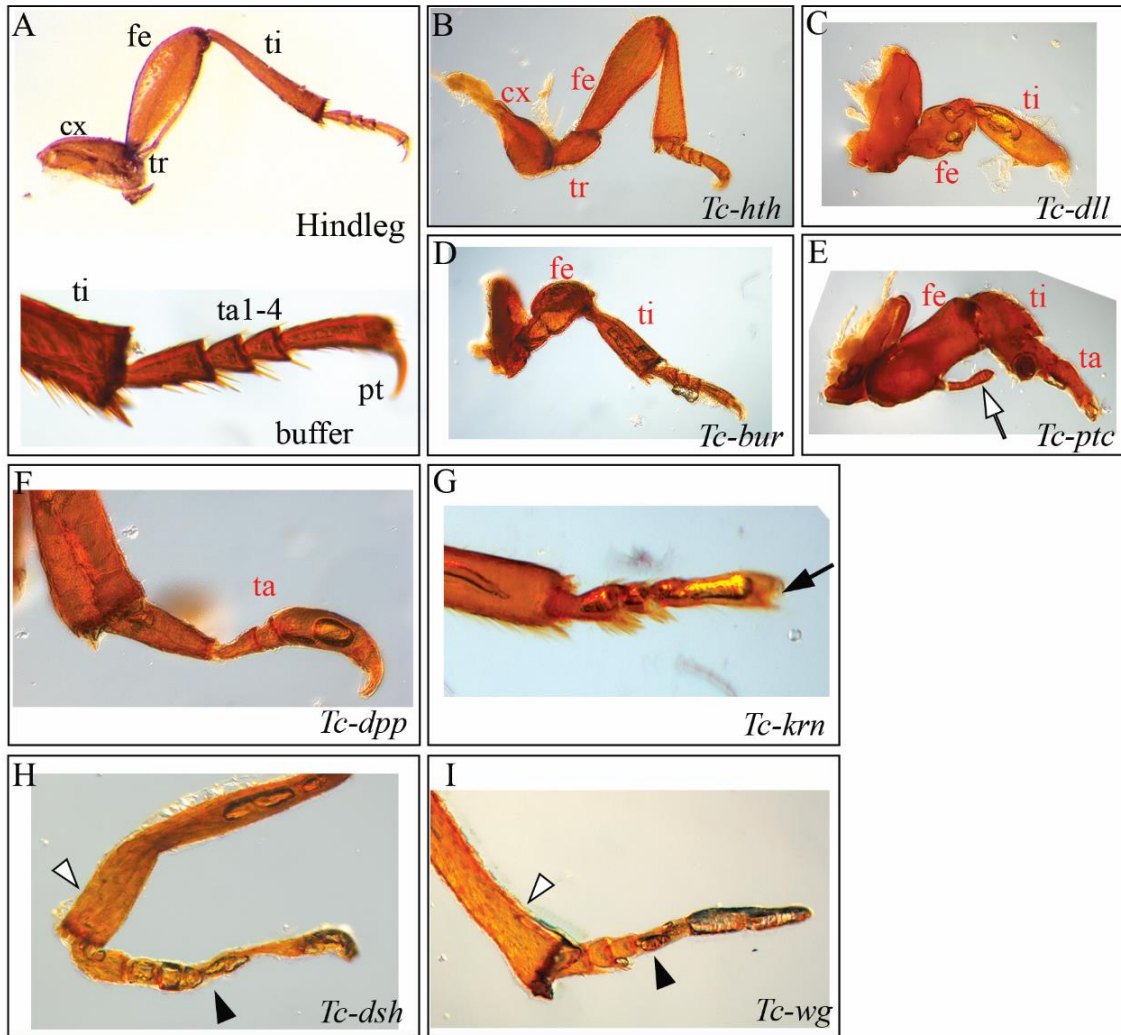 A
fe
ti
cx
tr
Hindleg
ti
ta1-4
pt
buffer
B
cx
fe
tr
Tc-hth
C
ti
fe
Tc-dll
D
fe
ti
Tc-bur
E
fe
ti
ta
Tc-ptc
F
ta
Tc-dpp
G
Tc-krn
H
Tc-dsh
I
Tc-wg